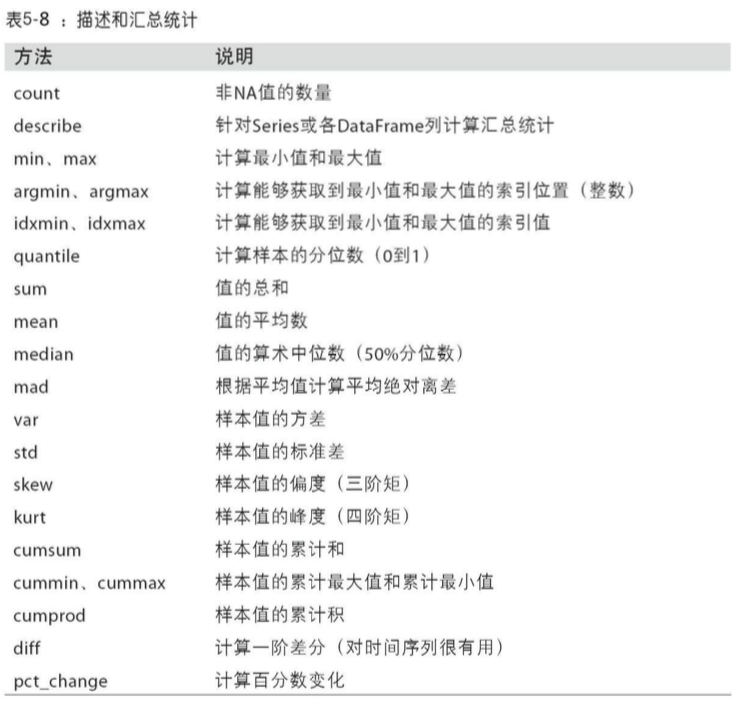 表5-8 ：描述和汇总统计
方法 说明
count 非NA值的数量
describe 针对Series或各DataFrame列计算汇总统计
min、max 计算最小值和最大值
argmin、argmax 计算能够获取到最小值和最大值的索引位置（整数）
idxmin、idxmax 计算能够获取到最小值和最大值的索引值
quantile 计算样本的分位数（0到1）
sum 值的总和
mean 值的平均数
median 值的算术中位数（50%分位数）
mad 根据平均值计算平均绝对离差
var 样本值的方差
std 样本值的标准差
skew 样本值的偏度（三阶矩）
kurt 样本值的峰度（四阶矩）
cumsum 样本值的累计和
cummin、cummax 样本值的累计最大值和累计最小值
cumprod 样本值的累计积
diff 计算一阶差分（对时间序列很有用）
pct_change 计算百分数变化